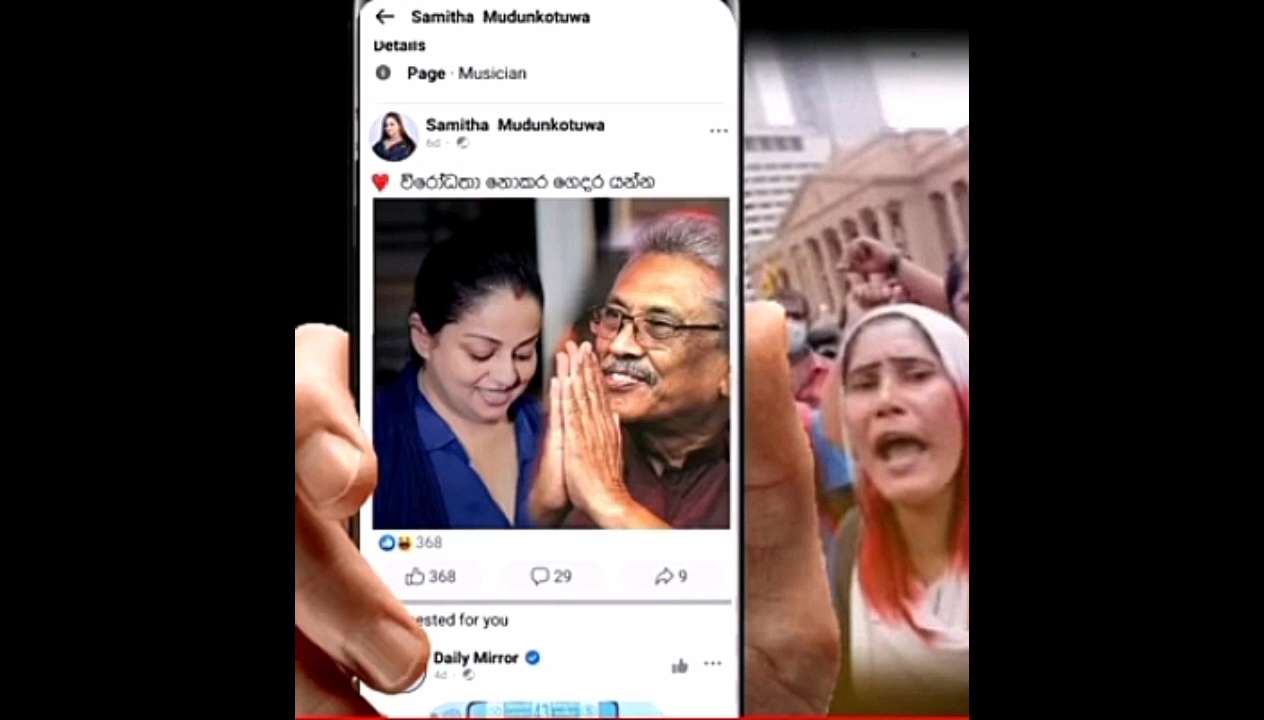 Samitha Mudunkotuwa
Details
Page · Musician
Samitha Mudunkotuwa
6d ·
❤️ විරෝධතා නොකර ගෙදර යන්න
368
368 29 9
ested for you
Daily Mirror
4d ·